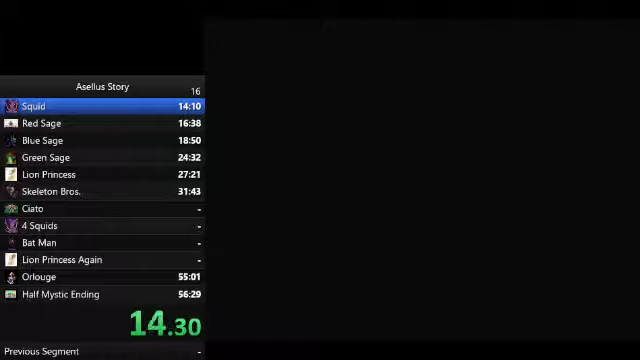 Asellus Story
16
Squid 14:10
Red Sage 16:38
Blue Sage 18:50
Green Sage 24:32
Lion Princess 27:21
Skeleton Bros. 31:43
Ciato -
4 Squids -
Bat Man -
Lion Princess Again -
Orlouge 55:01
Half Mystic Ending 56:29
14.30
Previous Segment -